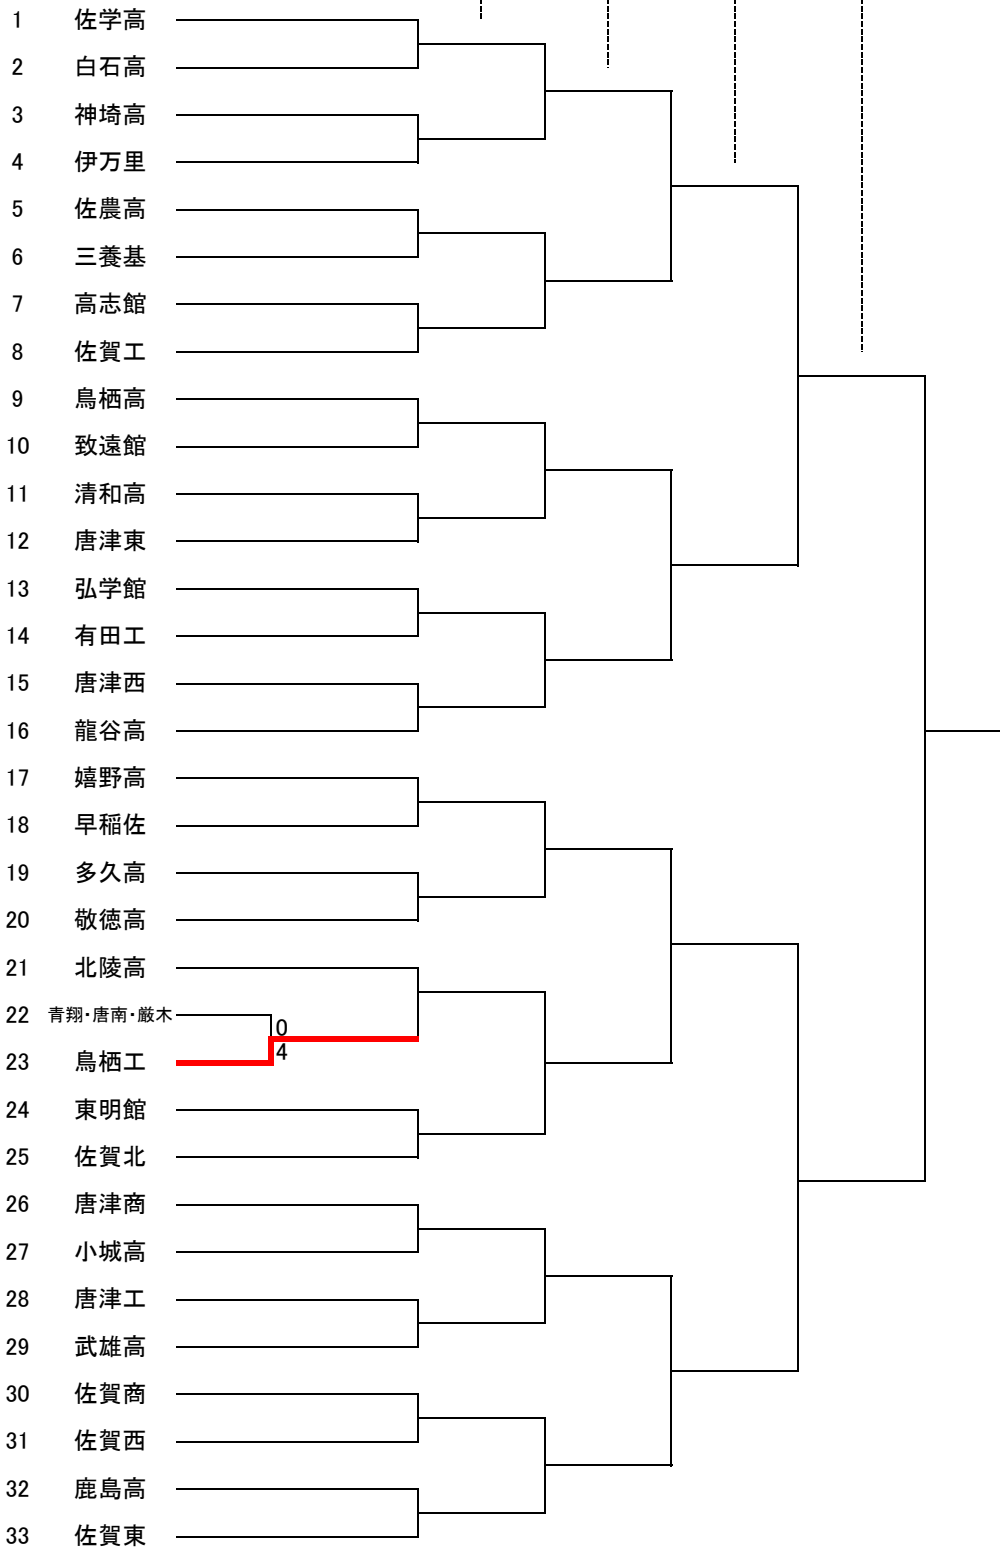 1 佐学高
2 白石高
3 神埼高
4 伊万里
5 佐農高
6 三養基
7 高志館
8 佐賀工
9 鳥栖高
10 致遠館
11 清和高
12 唐津東
13 弘学館
14 有田工
15 唐津西
16 龍谷高
17 嬉野高
18 早稲佐
19 多久高
20 敬徳高
21 北陵高
22 青翔・唐南・厳木
0
4
23 鳥栖工
24 東明館
25 佐賀北
26 唐津商
27 小城高
28 唐津工
29 武雄高
30 佐賀商
31 佐賀西
32 鹿島高
33 佐賀東